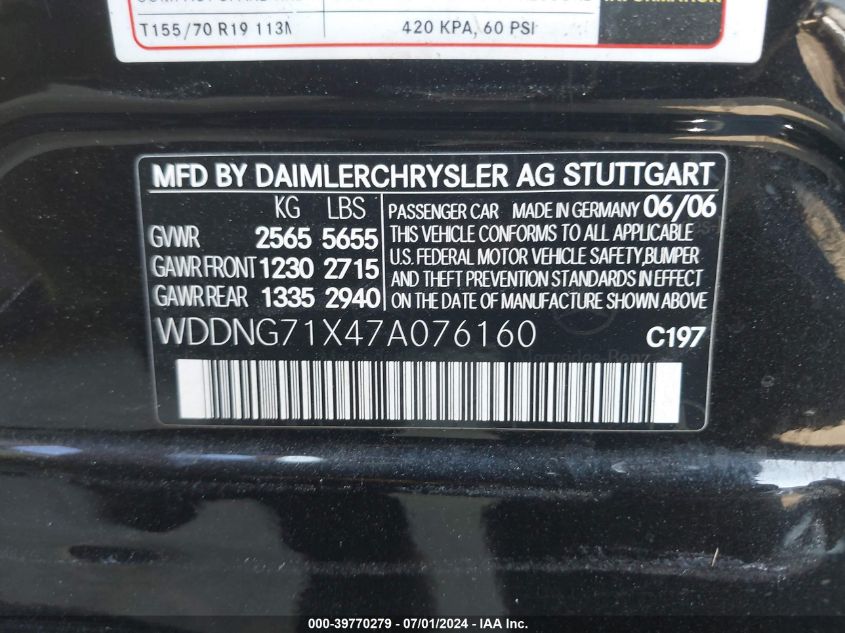 T155/70 R19 113M 420 KPA, 60 PSI
INFORMATION
MFD BY DAIMLERCHRYSLER AG STUTTGART
KG LBS
GVWR 2565 5655
GAWR FRONT 1230 2715
GAWR REAR 1335 2940
PASSENGER CAR MADE IN GERMANY 06/06
THIS VEHICLE CONFORMS TO ALL APPLICABLE
U.S. FEDERAL MOTOR VEHICLE SAFETY, BUMPER
AND THEFT PREVENTION STANDARDS IN EFFECT
ON THE DATE OF MANUFACTURE SHOWN ABOVE
WDDNG71X47A076160 C197
000-39770279 - 07/01/2024 - IAAI.com